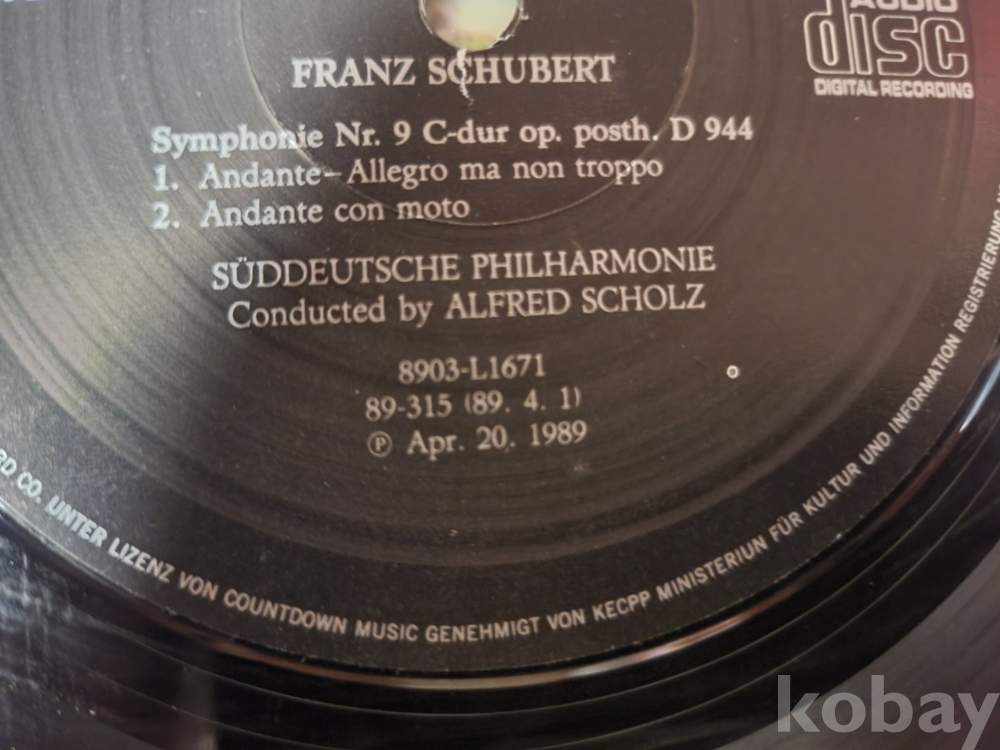 AUDIO
disc
DIGITAL RECORDING
FRANZ SCHUBERT
Symphonie Nr. 9 C-dur op. posth. D 944
1. Andante–Allegro ma non troppo
2. Andante con moto
SÜDDEUTSCHE PHILHARMONIE
Conducted by ALFRED SCHOLZ
8903-L1671
89-315 (89. 4. 1)
Ⓟ Apr. 20. 1989
CO. UNTER LIZENZ VON COUNTDOWN MUSIC GENEHMIGT VON KECPP MINISTERIUN FÜR KULTUR UND INFORMATION REGISTRIERUNG
kobay